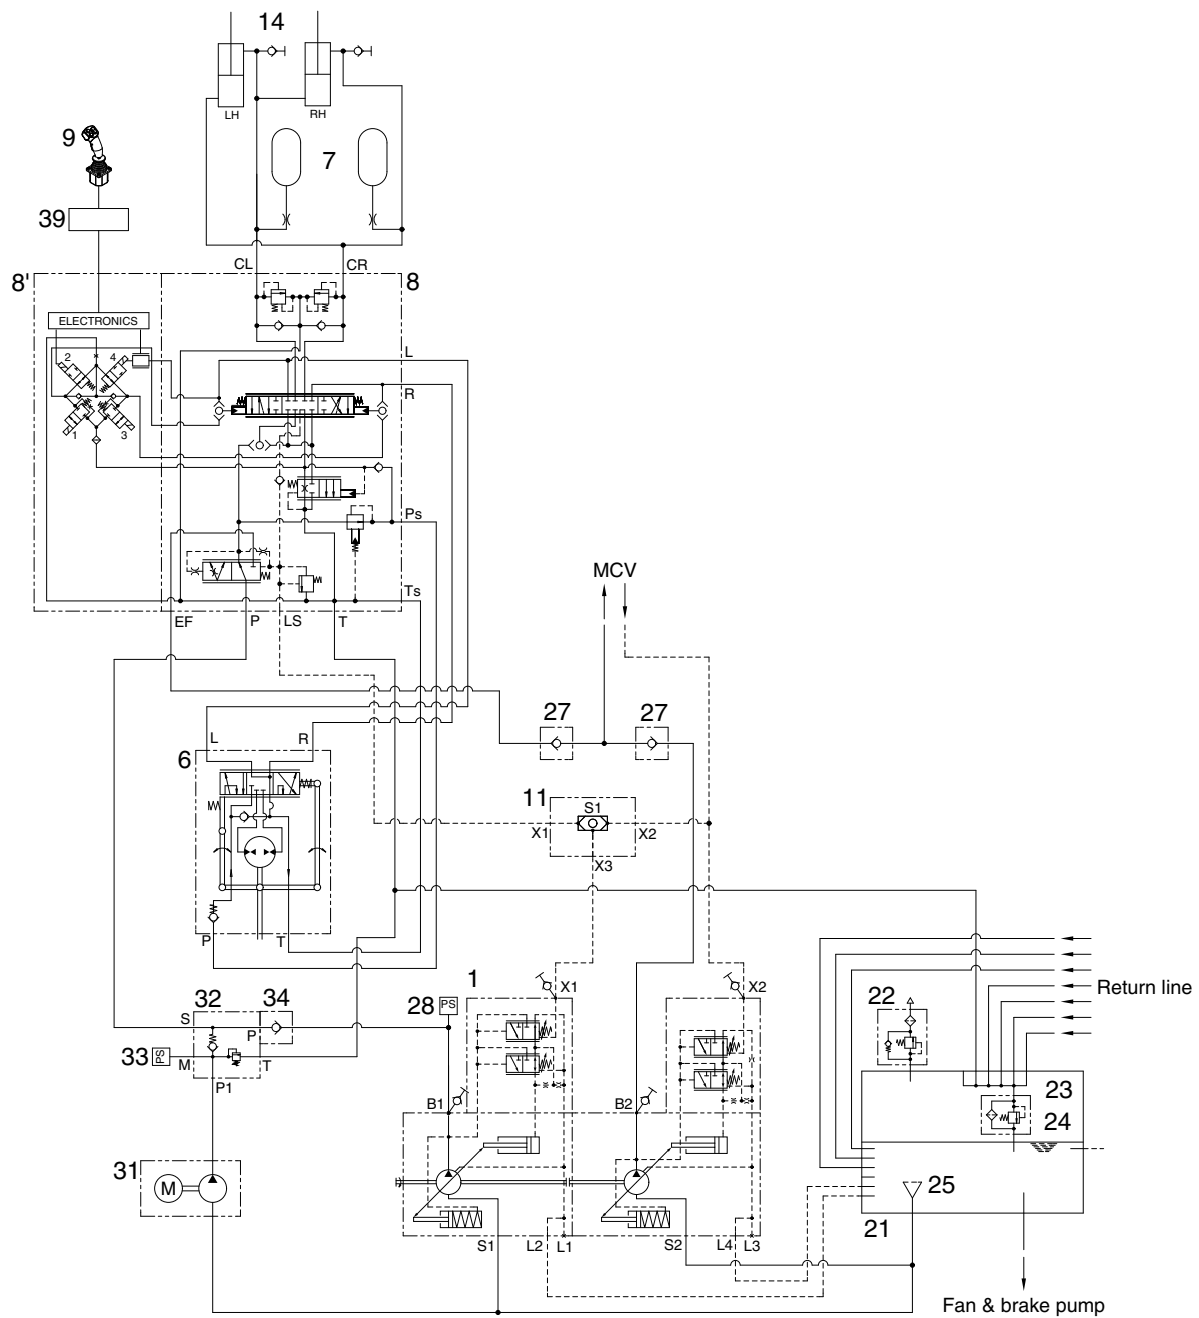 14
LH
RH
9
7
39
CL
CR
8'
8
ELECTRONICS
2
4
L
R
1
3
Ps
Ts
EF
P
LS
T
MCV
27
27
L
R
6
11
S1
X1
X2
X3
P
T
1
X1
X2
32
34
28
PS
22
Return line
S
P
33
PS
M
T
P1
23
B1
B2
24
31
M
25
21
S1
L2
L1
S2
L4
L3
Fan & brake pump